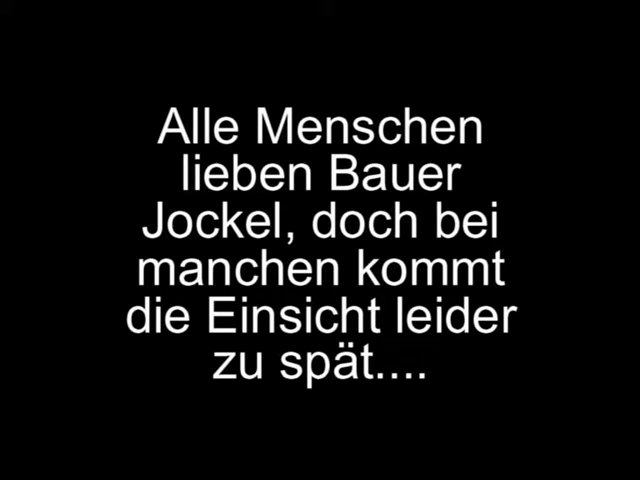 Alle Menschen
lieben Bauer
Jockel, doch bei
manchen kommt
die Einsicht leider
zu spät....